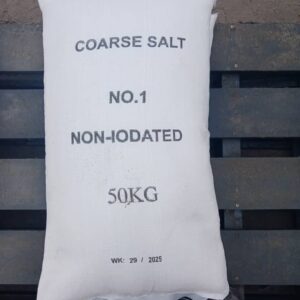 COARSE SALT
NO.1
NON-IODATED
50KG
WK: 29 / 2025